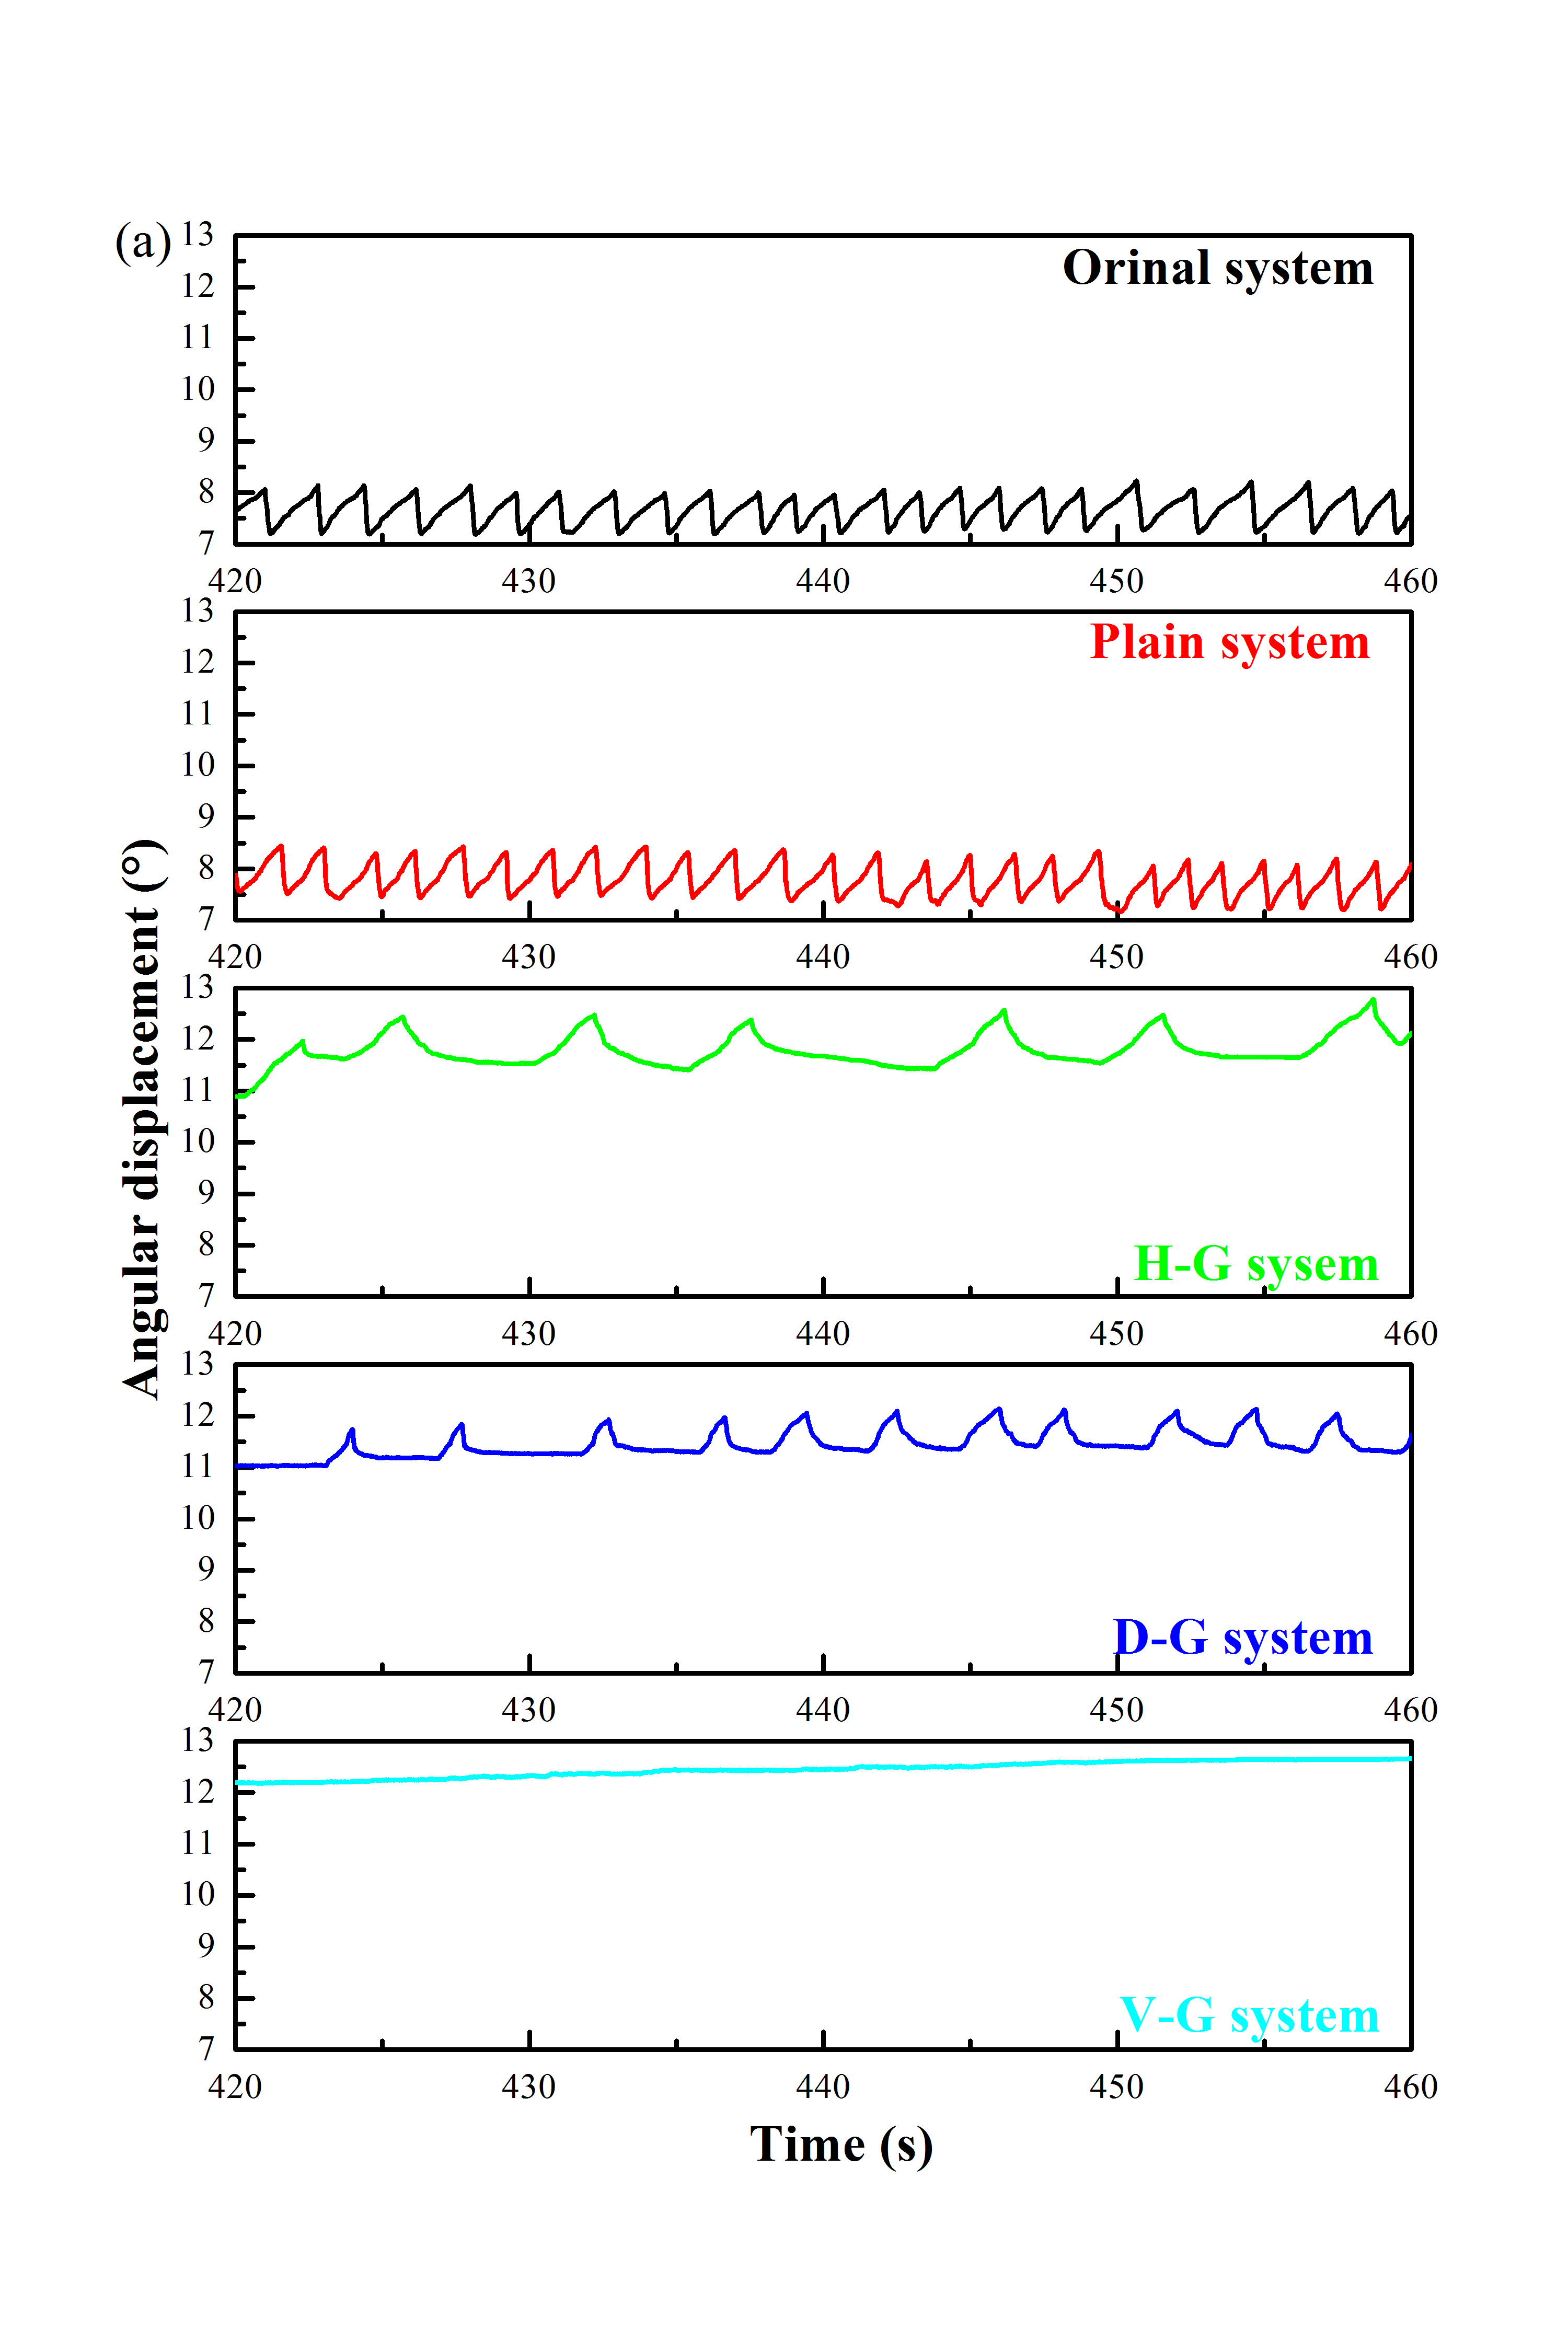 (a)
13
Orinal system
12
11
10
9
8
7
420 430 440 450 460
13
Plain system
12
11
10
9
8
7
420 430 440 450 460
13
12
11
10
9
8
H-G sysem
7
420 430 440 450 460
13
12
11
10
9
8
D-G system
7
420 430 440 450 460
13
12
11
10
9
8
V-G system
7
420 430 440 450 460
Angular displacement (°)
Time (s)